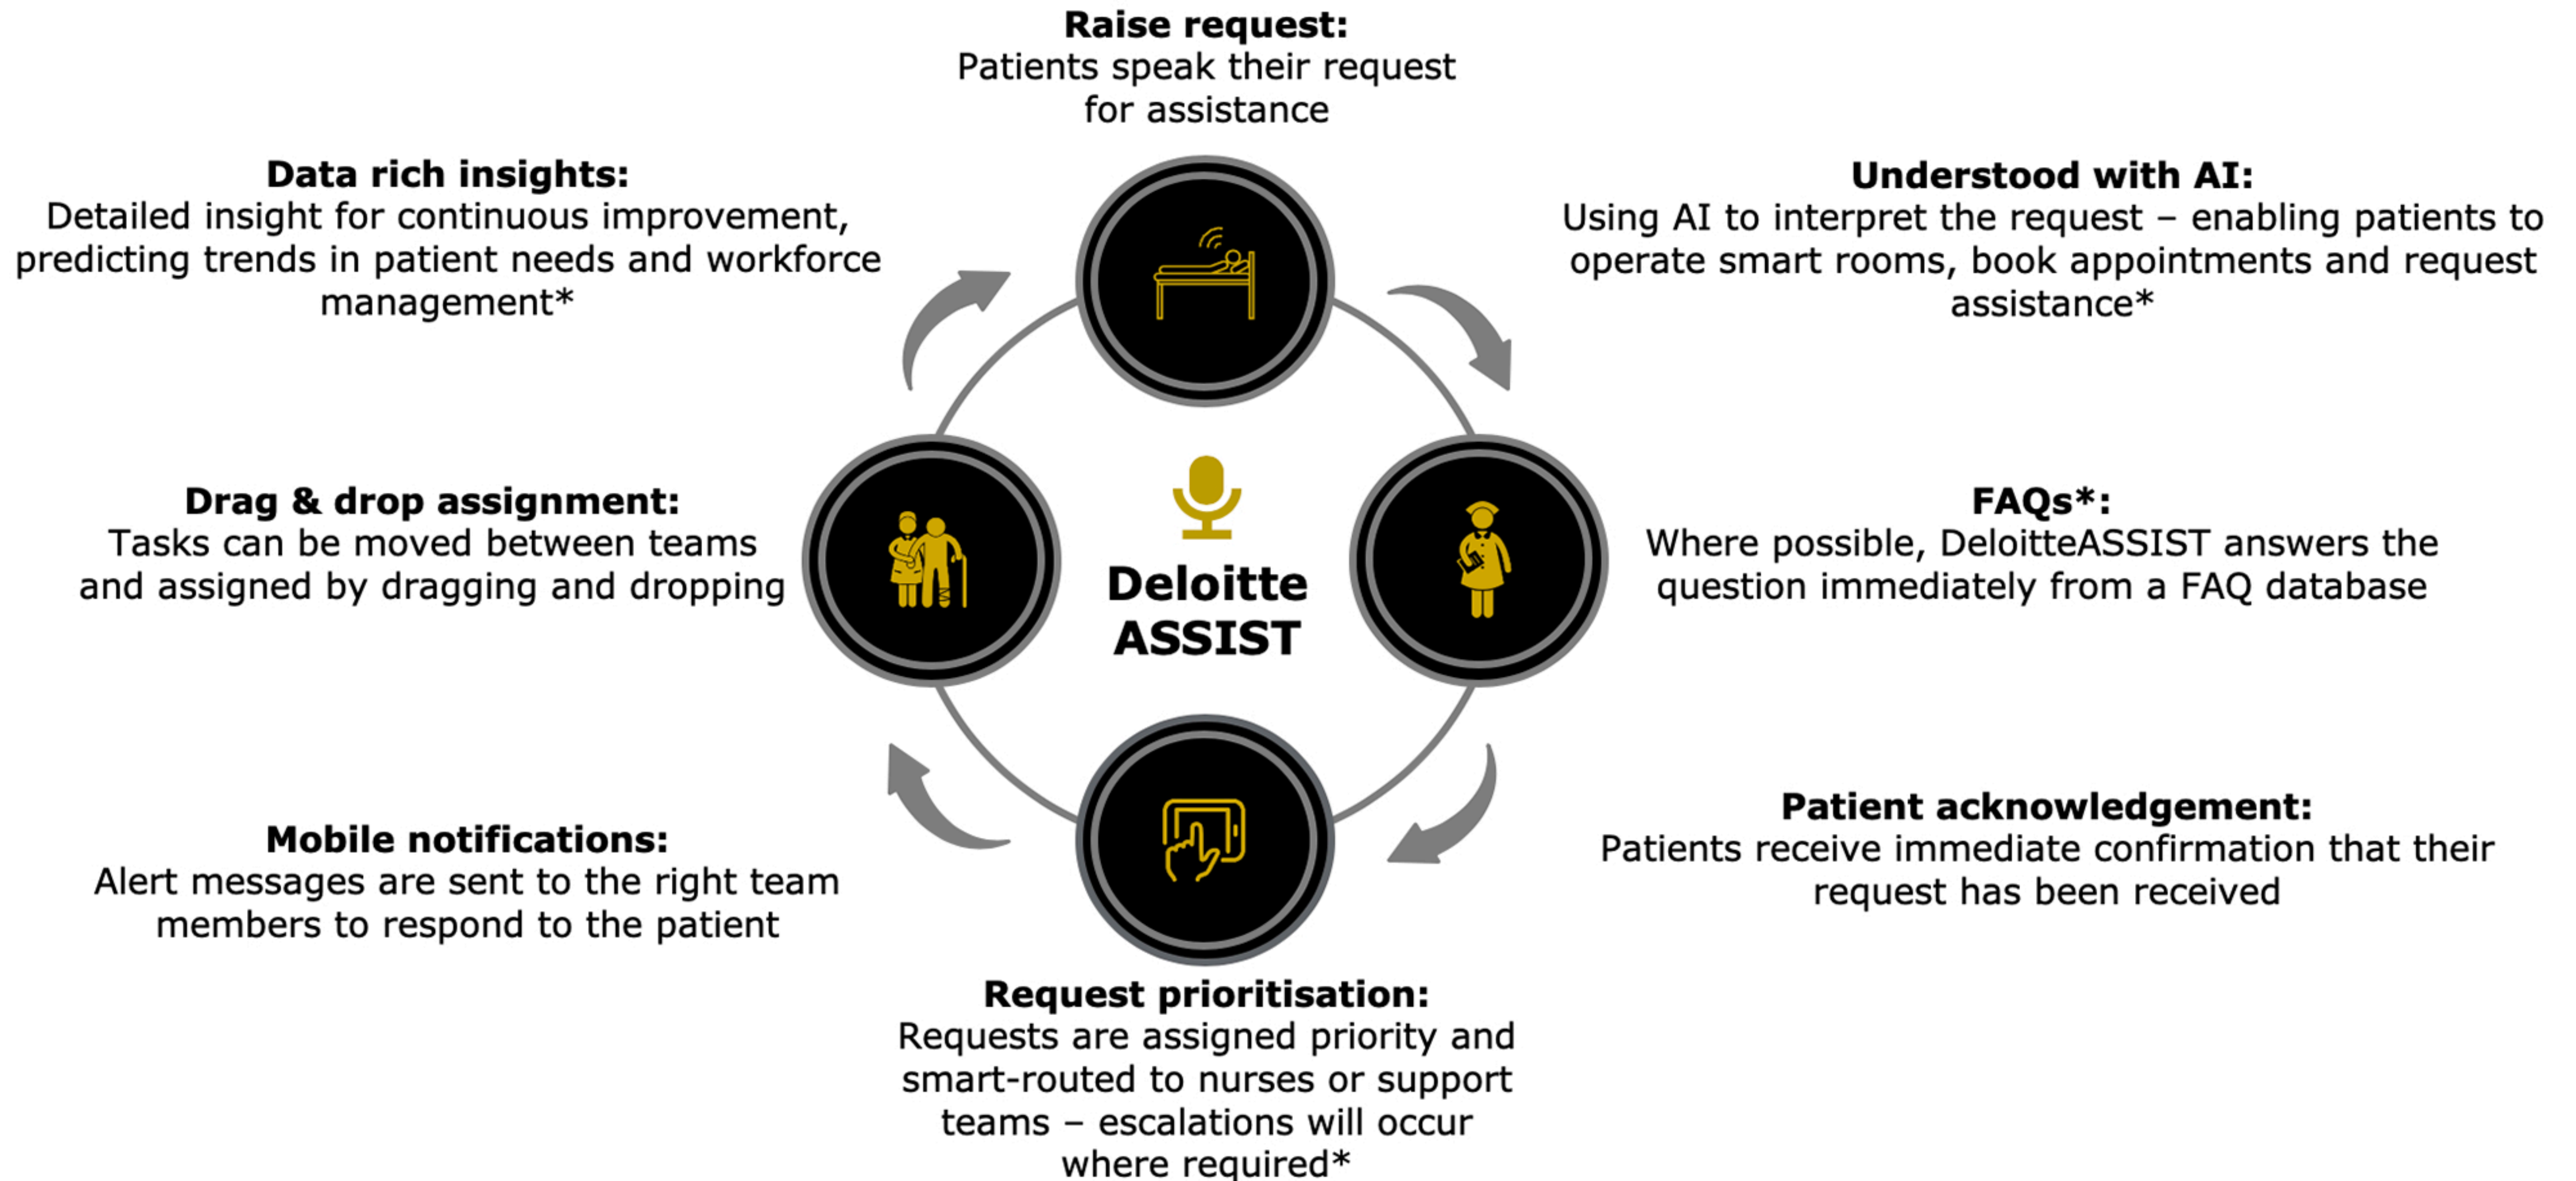 Raise request:
Patients speak their request
for assistance
Understood with AI:
Using AI to interpret the request – enabling patients to
operate smart rooms, book appointments and request
assistance*
FAQs*:
Where possible, DeloitteASSIST answers the
question immediately from a FAQ database
Patient acknowledgement:
Patients receive immediate confirmation that their
request has been received
Request prioritisation:
Requests are assigned priority and
smart-routed to nurses or support
teams – escalations will occur
where required*
Mobile notifications:
Alert messages are sent to the right team
members to respond to the patient
Drag & drop assignment:
Tasks can be moved between teams
and assigned by dragging and dropping
Data rich insights:
Detailed insight for continuous improvement,
predicting trends in patient needs and workforce
management*
Deloitte
ASSIST